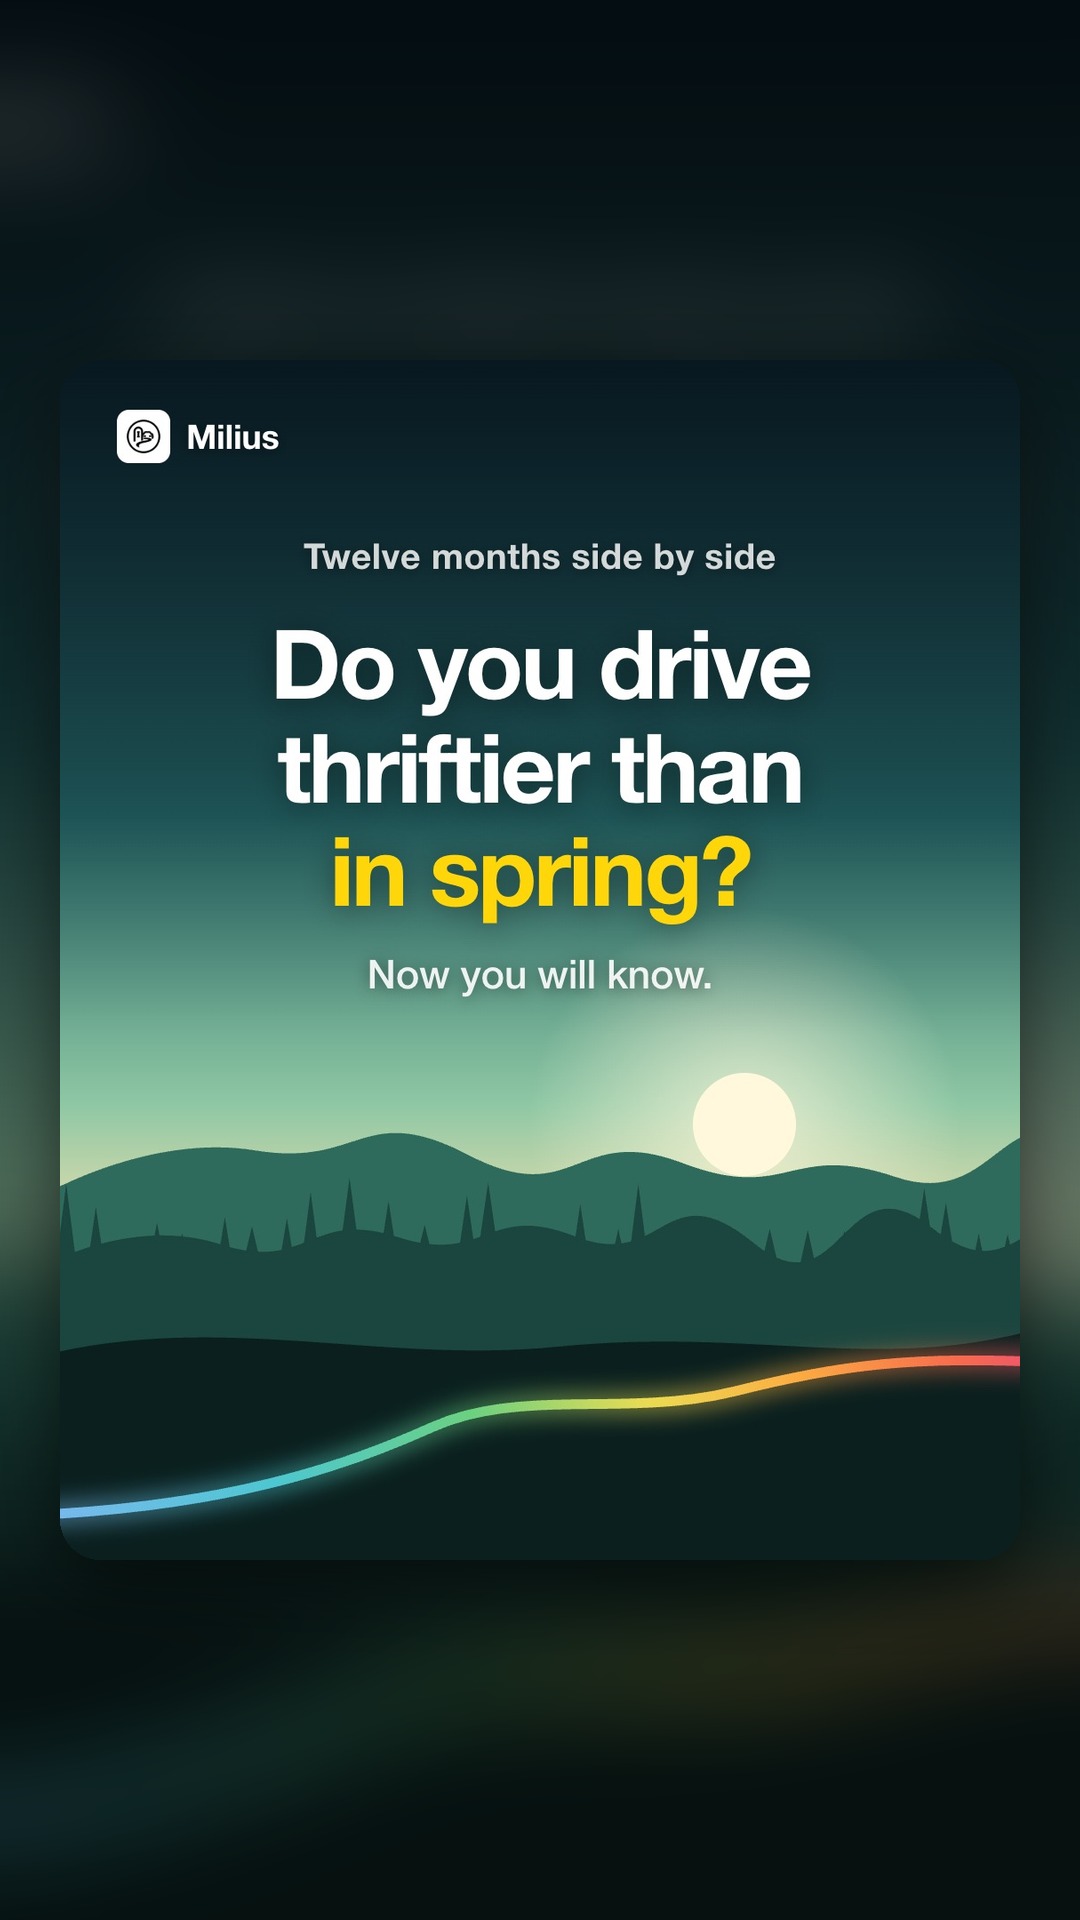 Milius
Twelve months side by side
Do you drive
thriftier than
in spring?
Now you will know.